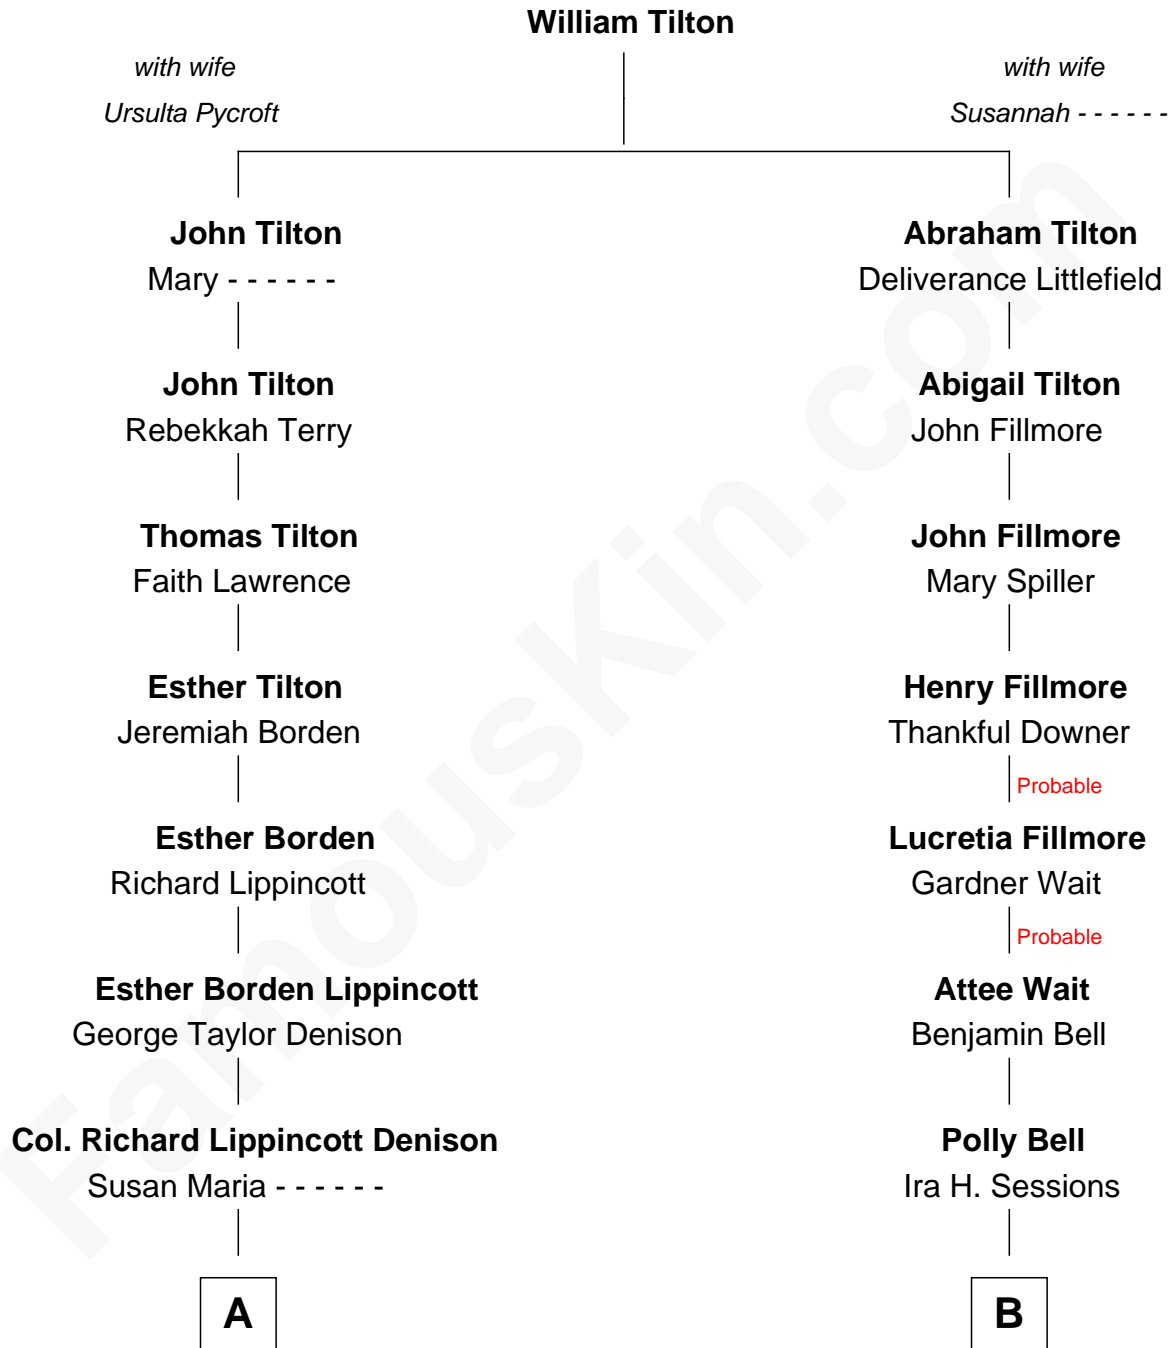 William Tilton
with wife
Ursulta Pycroft
with wife
Susannah - - - - - -
John Tilton
Mary - - - - - -
Abraham Tilton
Deliverance Littlefield
John Tilton
Rebekkah Terry
Abigail Tilton
John Fillmore
Thomas Tilton
Faith Lawrence
John Fillmore
Mary Spiller
Esther Tilton
Jeremiah Borden
Henry Fillmore
Thankful Downer
Probable
Esther Borden
Richard Lippincott
Lucretia Fillmore
Gardner Wait
Probable
Esther Borden Lippincott
George Taylor Denison
Attee Wait
Benjamin Bell
Col. Richard Lippincott Denison
Susan Maria - - - - - -
Polly Bell
Ira H. Sessions
A
B
FamousKin.com